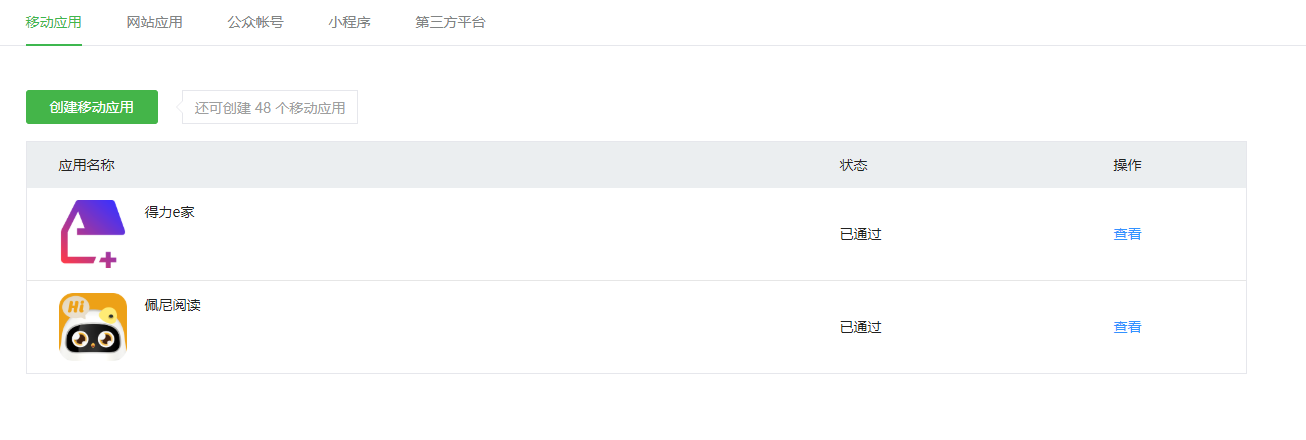 移动应用 网站应用 公众帐号 小程序 第三方平台
创建移动应用 还可创建 48 个移动应用
应用名称 状态 操作
得力e家
已通过 查看
Hi
佩尼阅读
已通过 查看